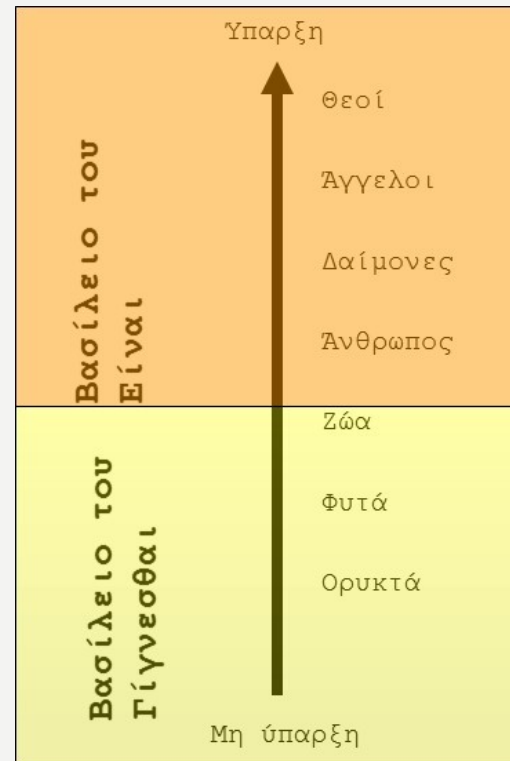 Ύπαρξη
Θεοί
Άγγελοι
Δαίμονες
Άνθρωπος
Βασίλειο του
Είναι
Ζώα
Φυτά
Ορυκτά
Βασίλειο του
Γίγνεσθαι
Μη ύπαρξη